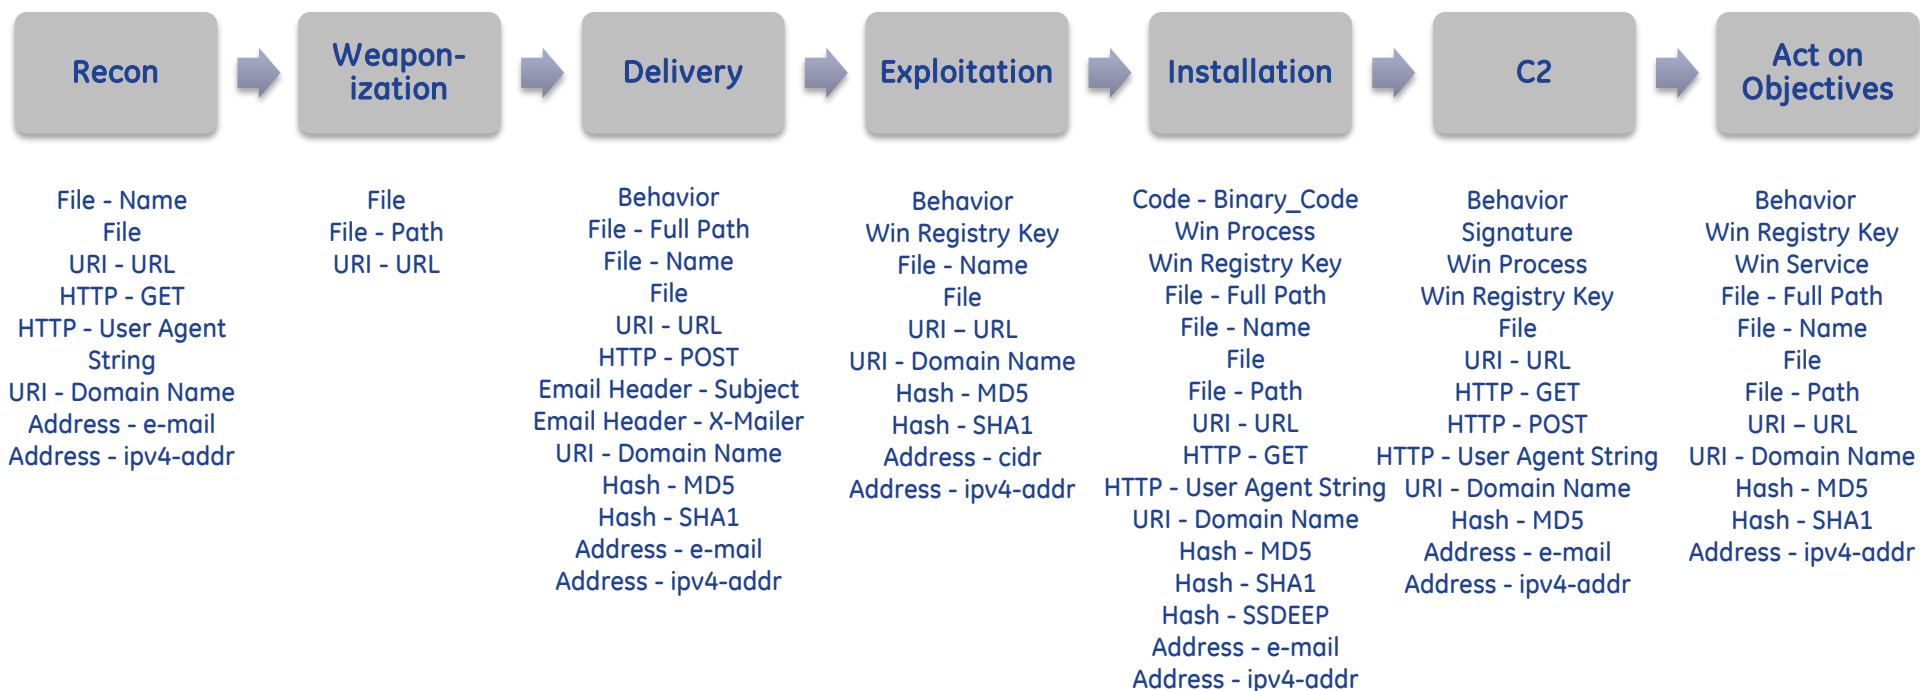 Recon
Weapon-
ization
Delivery
Exploitation
Installation
C2
Act on
Objectives
File - Name
File
URI - URL
HTTP - GET
HTTP - User Agent
String
URI - Domain Name
Address - e-mail
Address - ipv4-addr
File
File - Path
URI - URL
Behavior
File - Full Path
File - Name
File
URI - URL
HTTP - POST
Email Header - Subject
Email Header - X-Mailer
URI - Domain Name
Hash - MD5
Hash - SHA1
Address - e-mail
Address - ipv4-addr
Behavior
Win Registry Key
File - Name
File
URI – URL
URI - Domain Name
Hash - MD5
Hash - SHA1
Address - cidr
Address - ipv4-addr
Code - Binary_Code
Win Process
Win Registry Key
File - Full Path
File - Name
File
File - Path
URI - URL
HTTP - GET
HTTP - User Agent String
URI - Domain Name
Hash - MD5
Hash - SHA1
Hash - SSDEEP
Address - e-mail
Address - ipv4-addr
Behavior
Signature
Win Process
Win Registry Key
File
URI - URL
HTTP - GET
HTTP - POST
HTTP - User Agent String
URI - Domain Name
Hash - MD5
Address - e-mail
Address - ipv4-addr
Behavior
Win Registry Key
Win Service
File - Full Path
File - Name
File
File - Path
URI – URL
URI - Domain Name
Hash - MD5
Hash - SHA1
Address - ipv4-addr